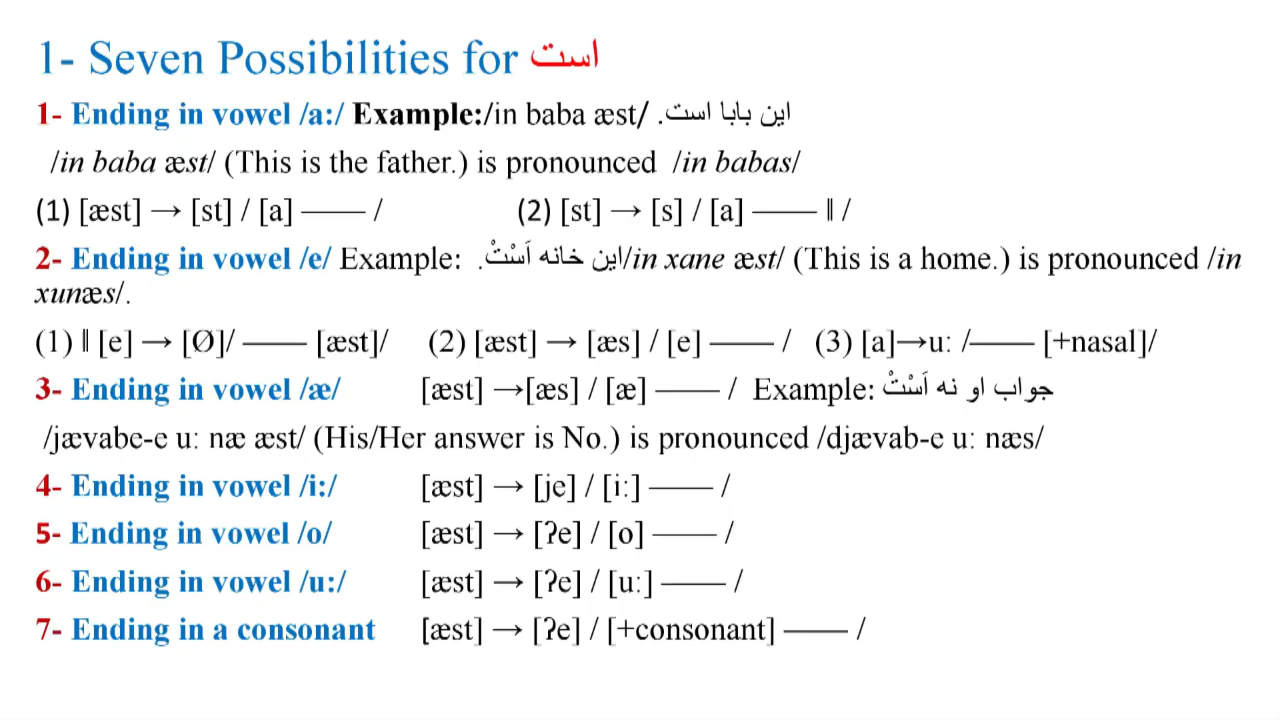 1- Seven Possibilities for است
1- Ending in vowel /a:/ Example:/in baba æst/ .این بابا است
/in baba æst/ (This is the father.) is pronounced /in babas/
(1) [æst] → [st] / [a] —— / (2) [st] → [s] / [a] —— ‖ /
2- Ending in vowel /e/ Example: .این خانه اَسْتْ/in xane æst/ (This is a home.) is pronounced /in
xunæs/.
(1) ‖ [e] → [Ø]/ —— [æst]/ (2) [æst] → [æs] / [e] —— / (3) [a]→u: /—— [+nasal]/
3- Ending in vowel /æ/ [æst] →[æs] / [æ] —— / Example: جواب او نه اَسْتْ
/jævabe-e u: næ æst/ (His/Her answer is No.) is pronounced /djævab-e u: næs/
4- Ending in vowel /i:/ [æst] → [je] / [i:] —— /
5- Ending in vowel /o/ [æst] → [ʔe] / [o] —— /
6- Ending in vowel /u:/ [æst] → [ʔe] / [u:] —— /
7- Ending in a consonant [æst] → [ʔe] / [+consonant] —— /